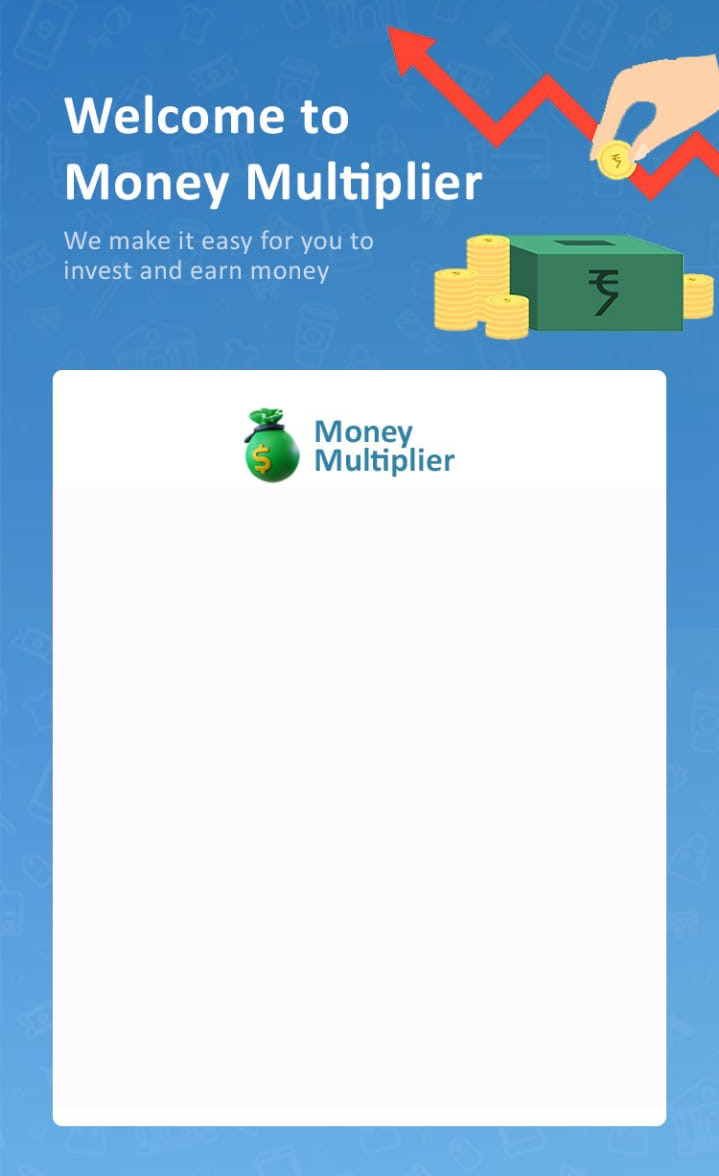 Welcome to
Money Multiplier
We make it easy for you to
invest and earn money
₹
₹
$
Money
Multiplier